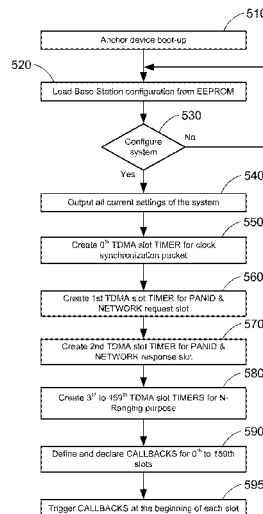 510
Anchor device boot-up
520
Load Base Station configuration from EEPROM
530
Configure
system
No
Yes
540
Output all current settings of the system
550
Create 0th TDMA slot TIMER for clock
synchronization packet
560
Create 1st TDMA slot TIMER for PANID &
NETWORK request slot
570
Create 2nd TDMA slot TIMER for PANID &
NETWORK response slot
580
Create 3rd to 159th TDMA slot TIMERS for N-
Ranging purpose
590
Define and declare CALLBACKS for 0th to 159th
slots
595
Trigger CALLBACKS at the beginning of each slot